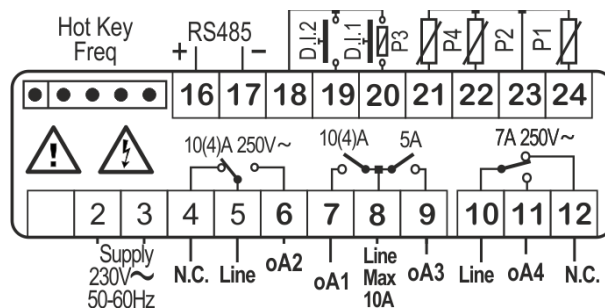 Hot Key
Freq
+ RS485 −
D.I.2
D.I.1
P3
P4
P2
P1
16 17 18 19 20 21 22 23 24
10(4)A 250V~
10(4)A
5A
7A 250V~
2 3 4 5 6 7 8 9 10 11 12
Supply
230V~
50-60Hz
N.C.
Line
oA2
oA1
Line
Max
10A
oA3
Line
oA4
N.C.